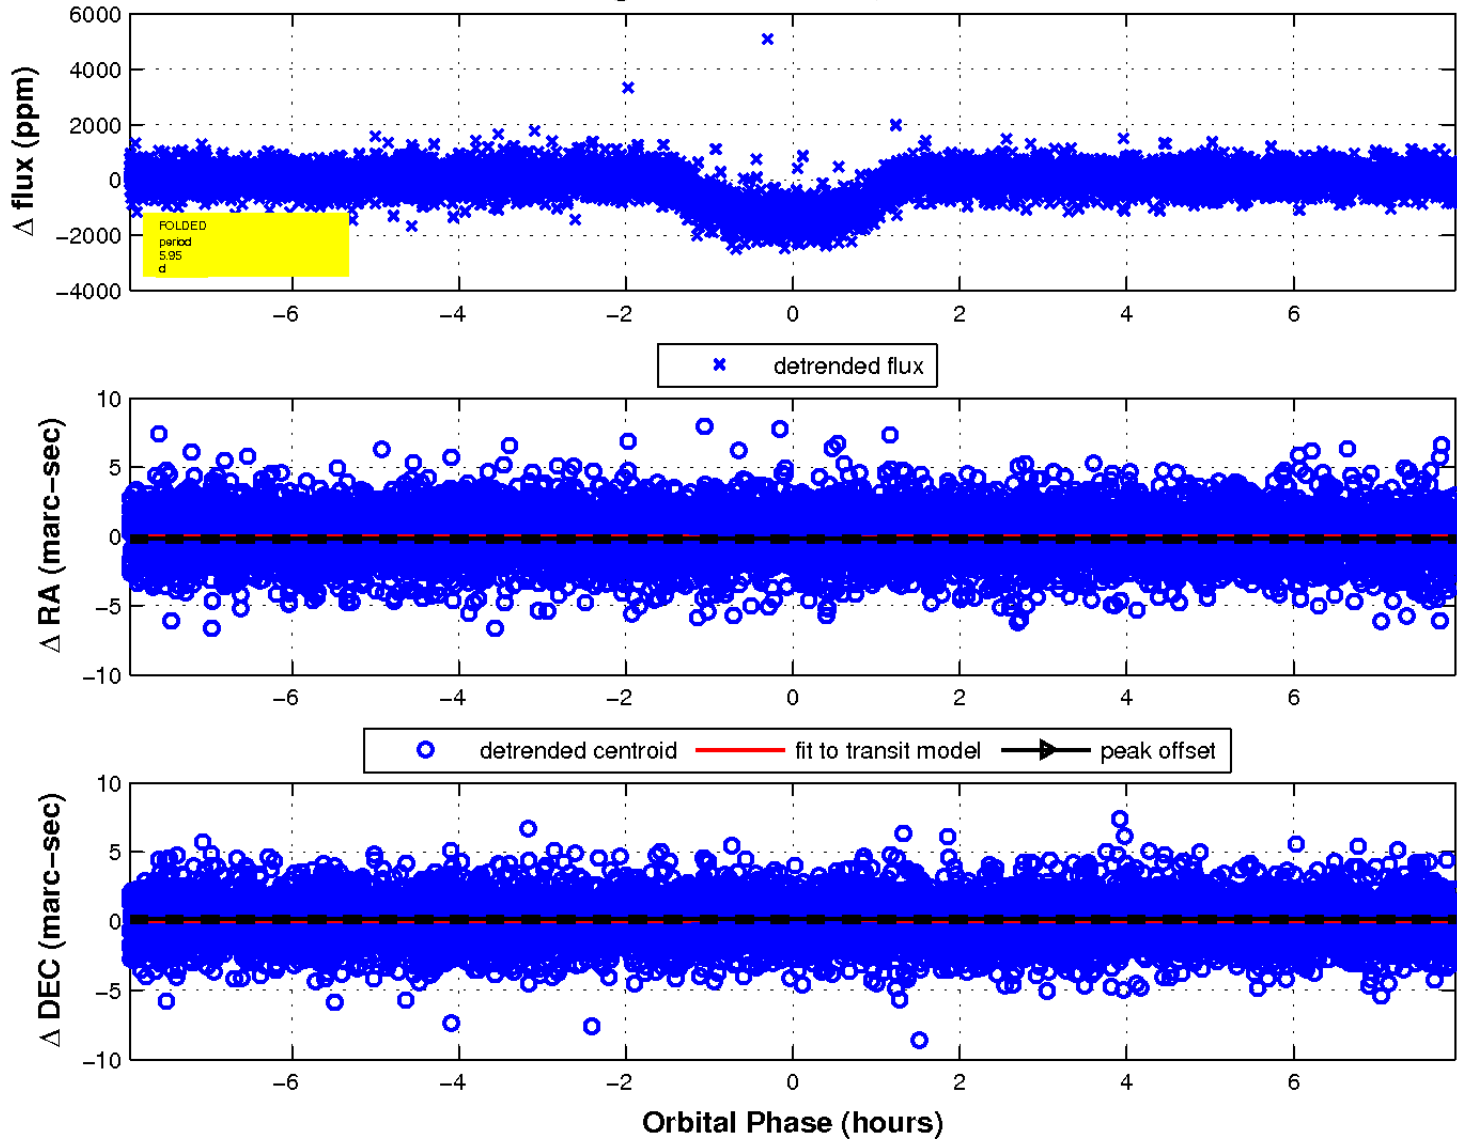 6000
4000
2000
0
−2000
−4000
Δ flux (ppm)
FOLDED
period
5.95
d
−6 −4 −2 0 2 4 6
detrended flux
10
5
0
−5
−10
Δ RA (marc−sec)
−6 −4 −2 0 2 4 6
detrended centroid fit to transit model peak offset
10
5
0
−5
−10
Δ DEC (marc−sec)
−6 −4 −2 0 2 4 6
Orbital Phase (hours)